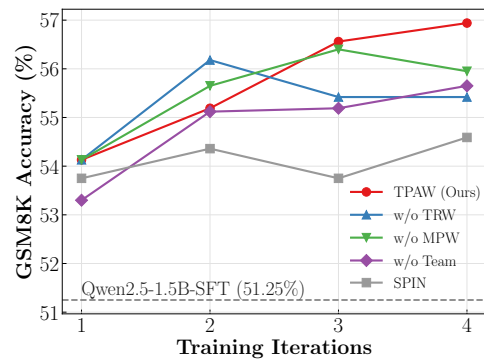 GSM8K Accuracy (%)
57
56
55
54
53
52
51
TPAW (Ours)
w/o TRW
w/o MPW
w/o Team
SPIN
Qwen2.5-1.5B-SFT (51.25%)
1 2 3 4
Training Iterations